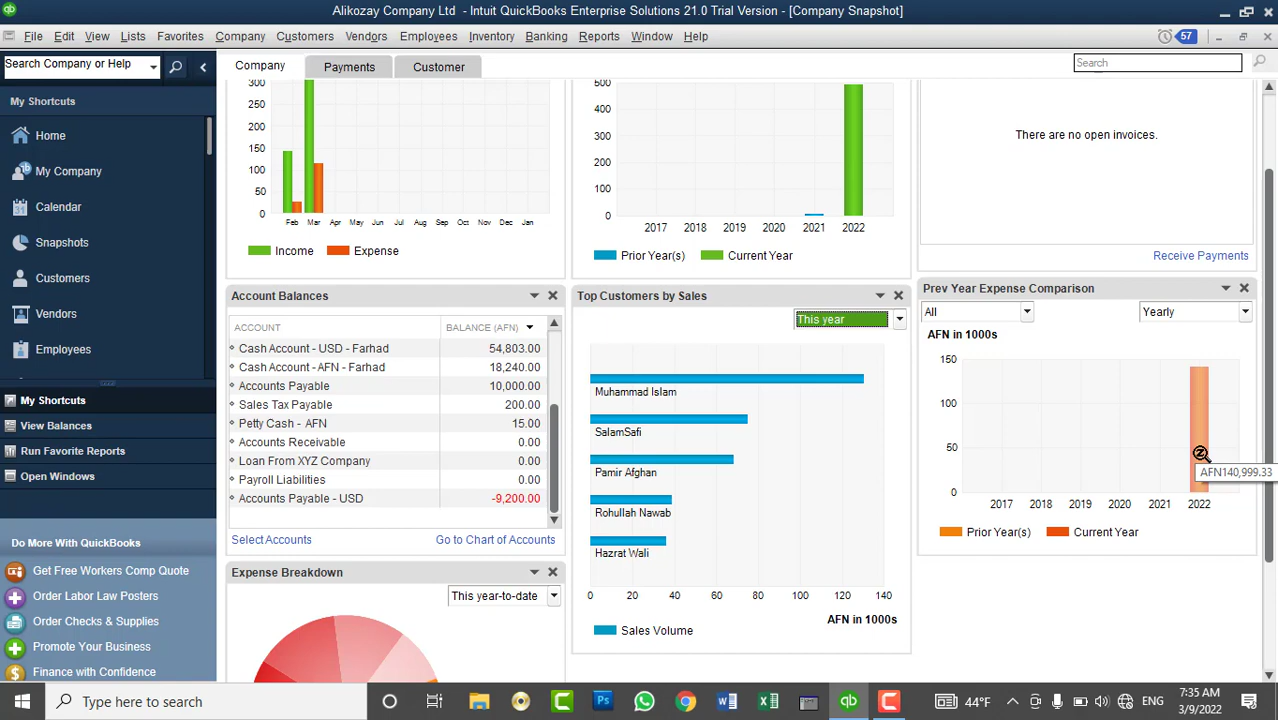 Alikozay Company Ltd - Intuit QuickBooks Enterprise Solutions 21.0 Trial Version - [Company Snapshot]
File Edit View Lists Favorites Company Customers Vendors Employees Inventory Banking Reports Window Help 57
Search Company or Help
Company Payments Customer Search
My Shortcuts
Home
My Company
Calendar
Snapshots
Customers
Vendors
Employees
My Shortcuts
View Balances
Run Favorite Reports
Open Windows
Do More With QuickBooks
Get Free Workers Comp Quote
Order Labor Law Posters
Order Checks & Supplies
Promote Your Business
Finance with Confidence
300
250
200
150
100
50
0
Feb Mar Apr May Jun Jul Aug Sep Oct Nov Dec Jan
Income Expense
500
400
300
200
100
0
2017 2018 2019 2020 2021 2022
Prior Year(s) Current Year
There are no open invoices.
Receive Payments
Account Balances
ACCOUNT BALANCE (AFN)
Cash Account - USD - Farhad 54,803.00
Cash Account - AFN - Farhad 18,240.00
Accounts Payable 10,000.00
Sales Tax Payable 200.00
Petty Cash - AFN 15.00
Accounts Receivable 0.00
Loan From XYZ Company 0.00
Payroll Liabilities 0.00
Accounts Payable - USD -9,200.00
Select Accounts Go to Chart of Accounts
Expense Breakdown
This year-to-date
Top Customers by Sales
This year
Muhammad Islam
SalamSafi
Pamir Afghan
Rohullah Nawab
Hazrat Wali
0 20 40 60 80 100 120 140
AFN in 1000s
Sales Volume
Prev Year Expense Comparison
All Yearly
AFN in 1000s
150
100
50
0
AFN140,999.33
2017 2018 2019 2020 2021 2022
Prior Year(s) Current Year
Type here to search
44°F ENG
7:35 AM
3/9/2022